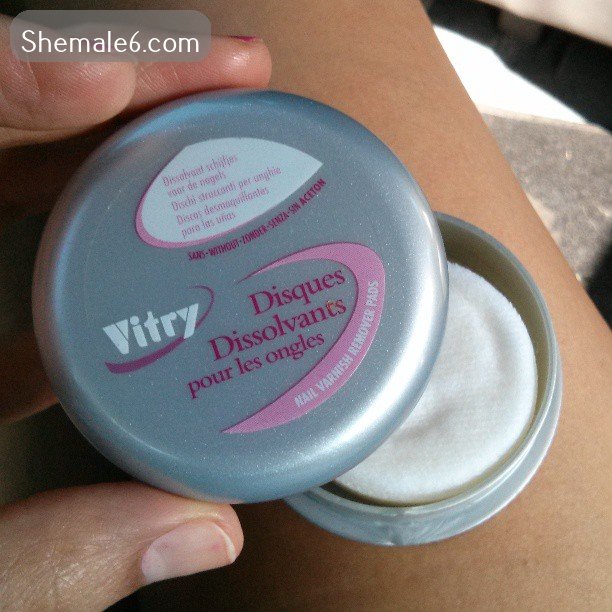 Shemale6.com
Dissolvant schijfjes
voor de nagels
Dischi struccanti per unghie
Discos desmaquillantes
para las uñas
SANS-WITHOUT-ZONDER-SENZA-SIN ACETON
Vitry
Disques
Dissolvants
pour les ongles
NAIL VARNISH REMOVER PADS